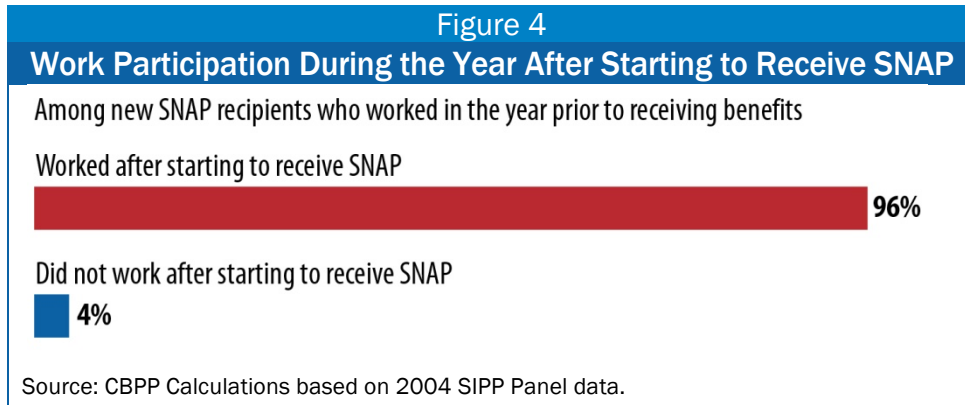 Figure 4
Work Participation During the Year After Starting to Receive SNAP
Among new SNAP recipients who worked in the year prior to receiving benefits
Worked after starting to receive SNAP
96%
Did not work after starting to receive SNAP
4%
Source: CBPP Calculations based on 2004 SIPP Panel data.